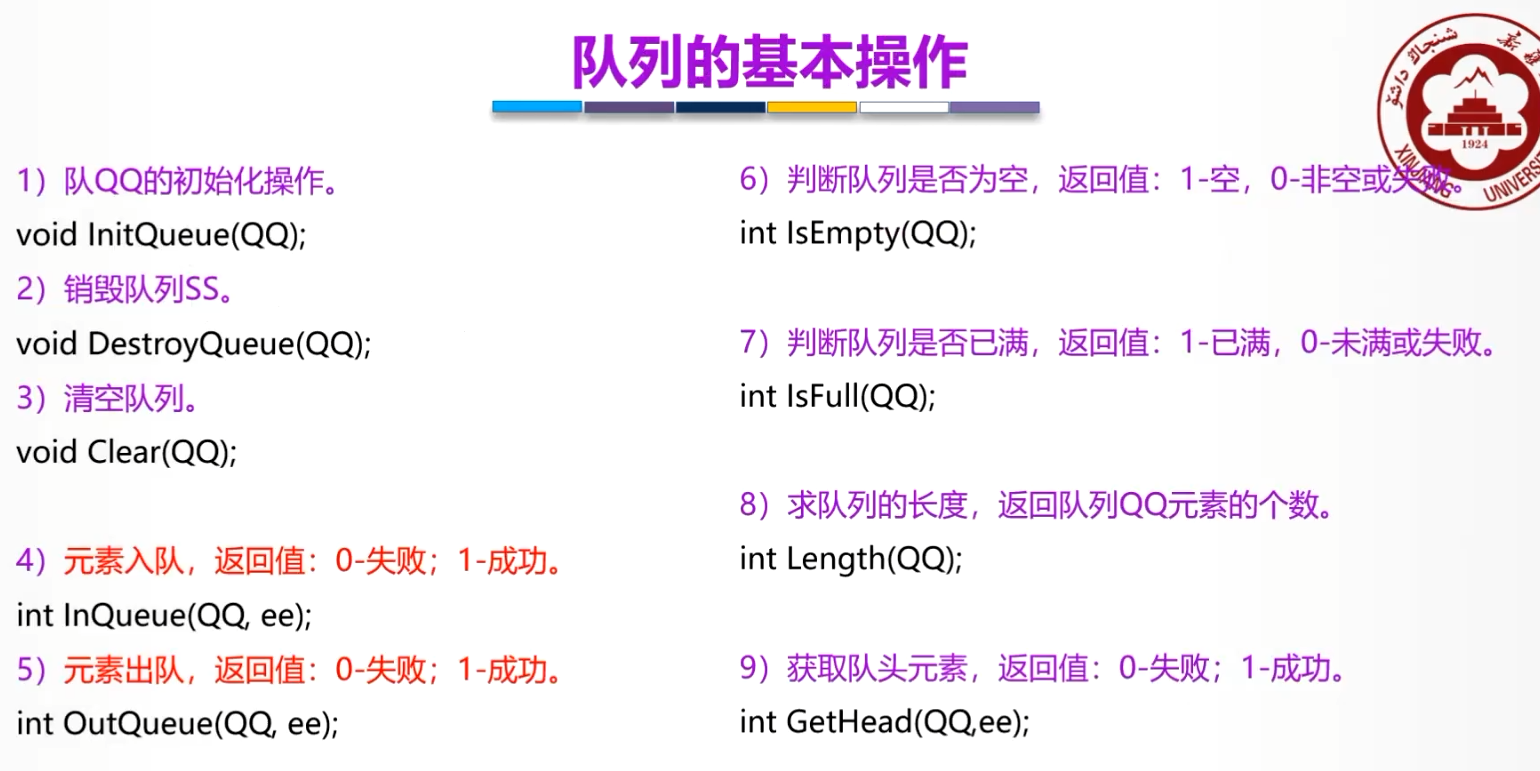 队列的基本操作
1）队QQ的初始化操作。
void InitQueue(QQ);
2）销毁队列SS。
void DestroyQueue(QQ);
3）清空队列。
void Clear(QQ);
4）元素入队，返回值：0-失败；1-成功。
int InQueue(QQ, ee);
5）元素出队，返回值：0-失败；1-成功。
int OutQueue(QQ, ee);
6）判断队列是否为空，返回值：1-空，0-非空或失败。
int IsEmpty(QQ);
7）判断队列是否已满，返回值：1-已满，0-未满或失败。
int IsFull(QQ);
8）求队列的长度，返回队列QQ元素的个数。
int Length(QQ);
9）获取队头元素，返回值：0-失败；1-成功。
int GetHead(QQ,ee);
شىنجاڭ داشۆ
新疆
1924
XINJIANG UNIVERSI